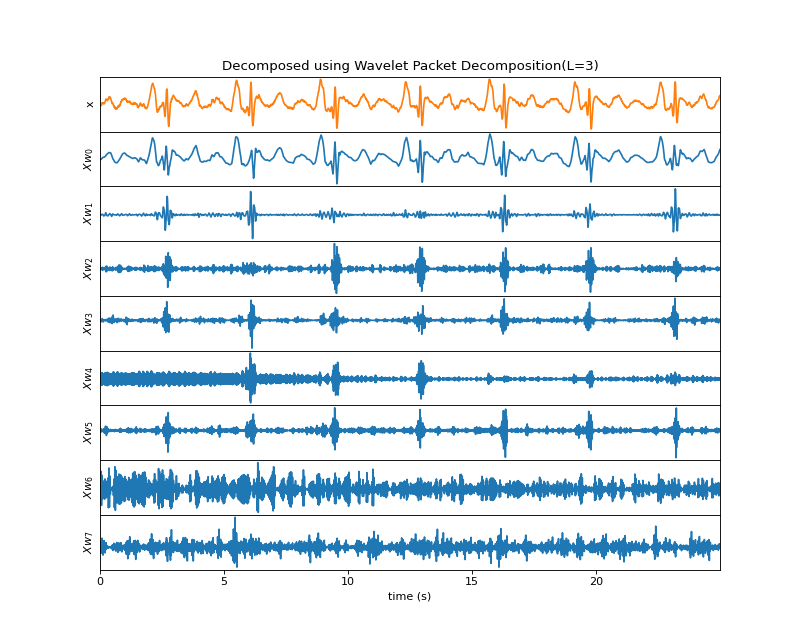 Decomposed using Wavelet Packet Decomposition(L=3)
x
Xw₀
Xw₁
Xw₂
Xw₃
Xw₄
Xw₅
Xw₆
Xw₇
0 5 10 15 20
time (s)